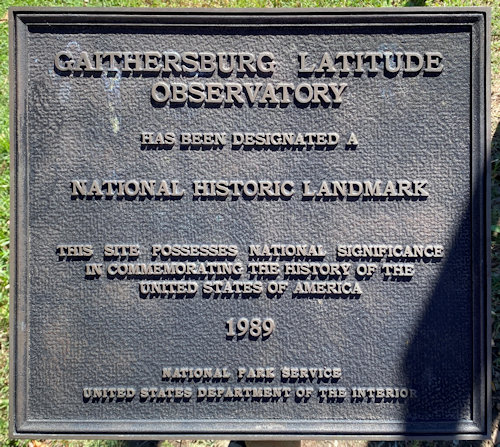 GAITHERSBURG LATITUDE
OBSERVATORY
HAS BEEN DESIGNATED A
NATIONAL HISTORIC LANDMARK
THIS SITE POSSESSES NATIONAL SIGNIFICANCE
IN COMMEMORATING THE HISTORY OF THE
UNITED STATES OF AMERICA
1989
NATIONAL PARK SERVICE
UNITED STATES DEPARTMENT OF THE INTERIOR